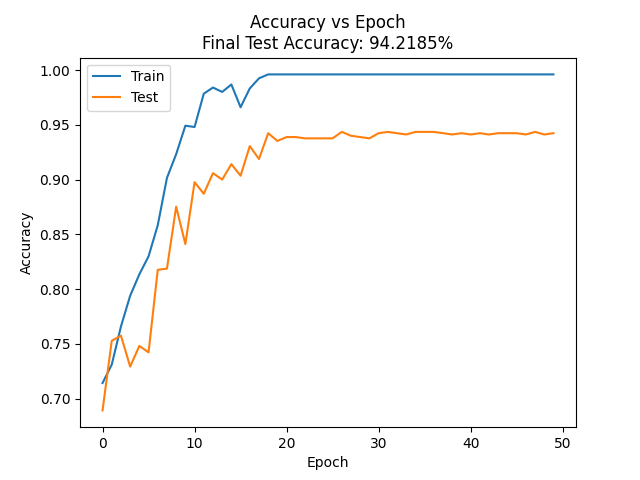 Accuracy vs Epoch
Final Test Accuracy: 94.2185%
Train
Test
Accuracy
1.00
0.95
0.90
0.85
0.80
0.75
0.70
0
10
20
30
40
50
Epoch